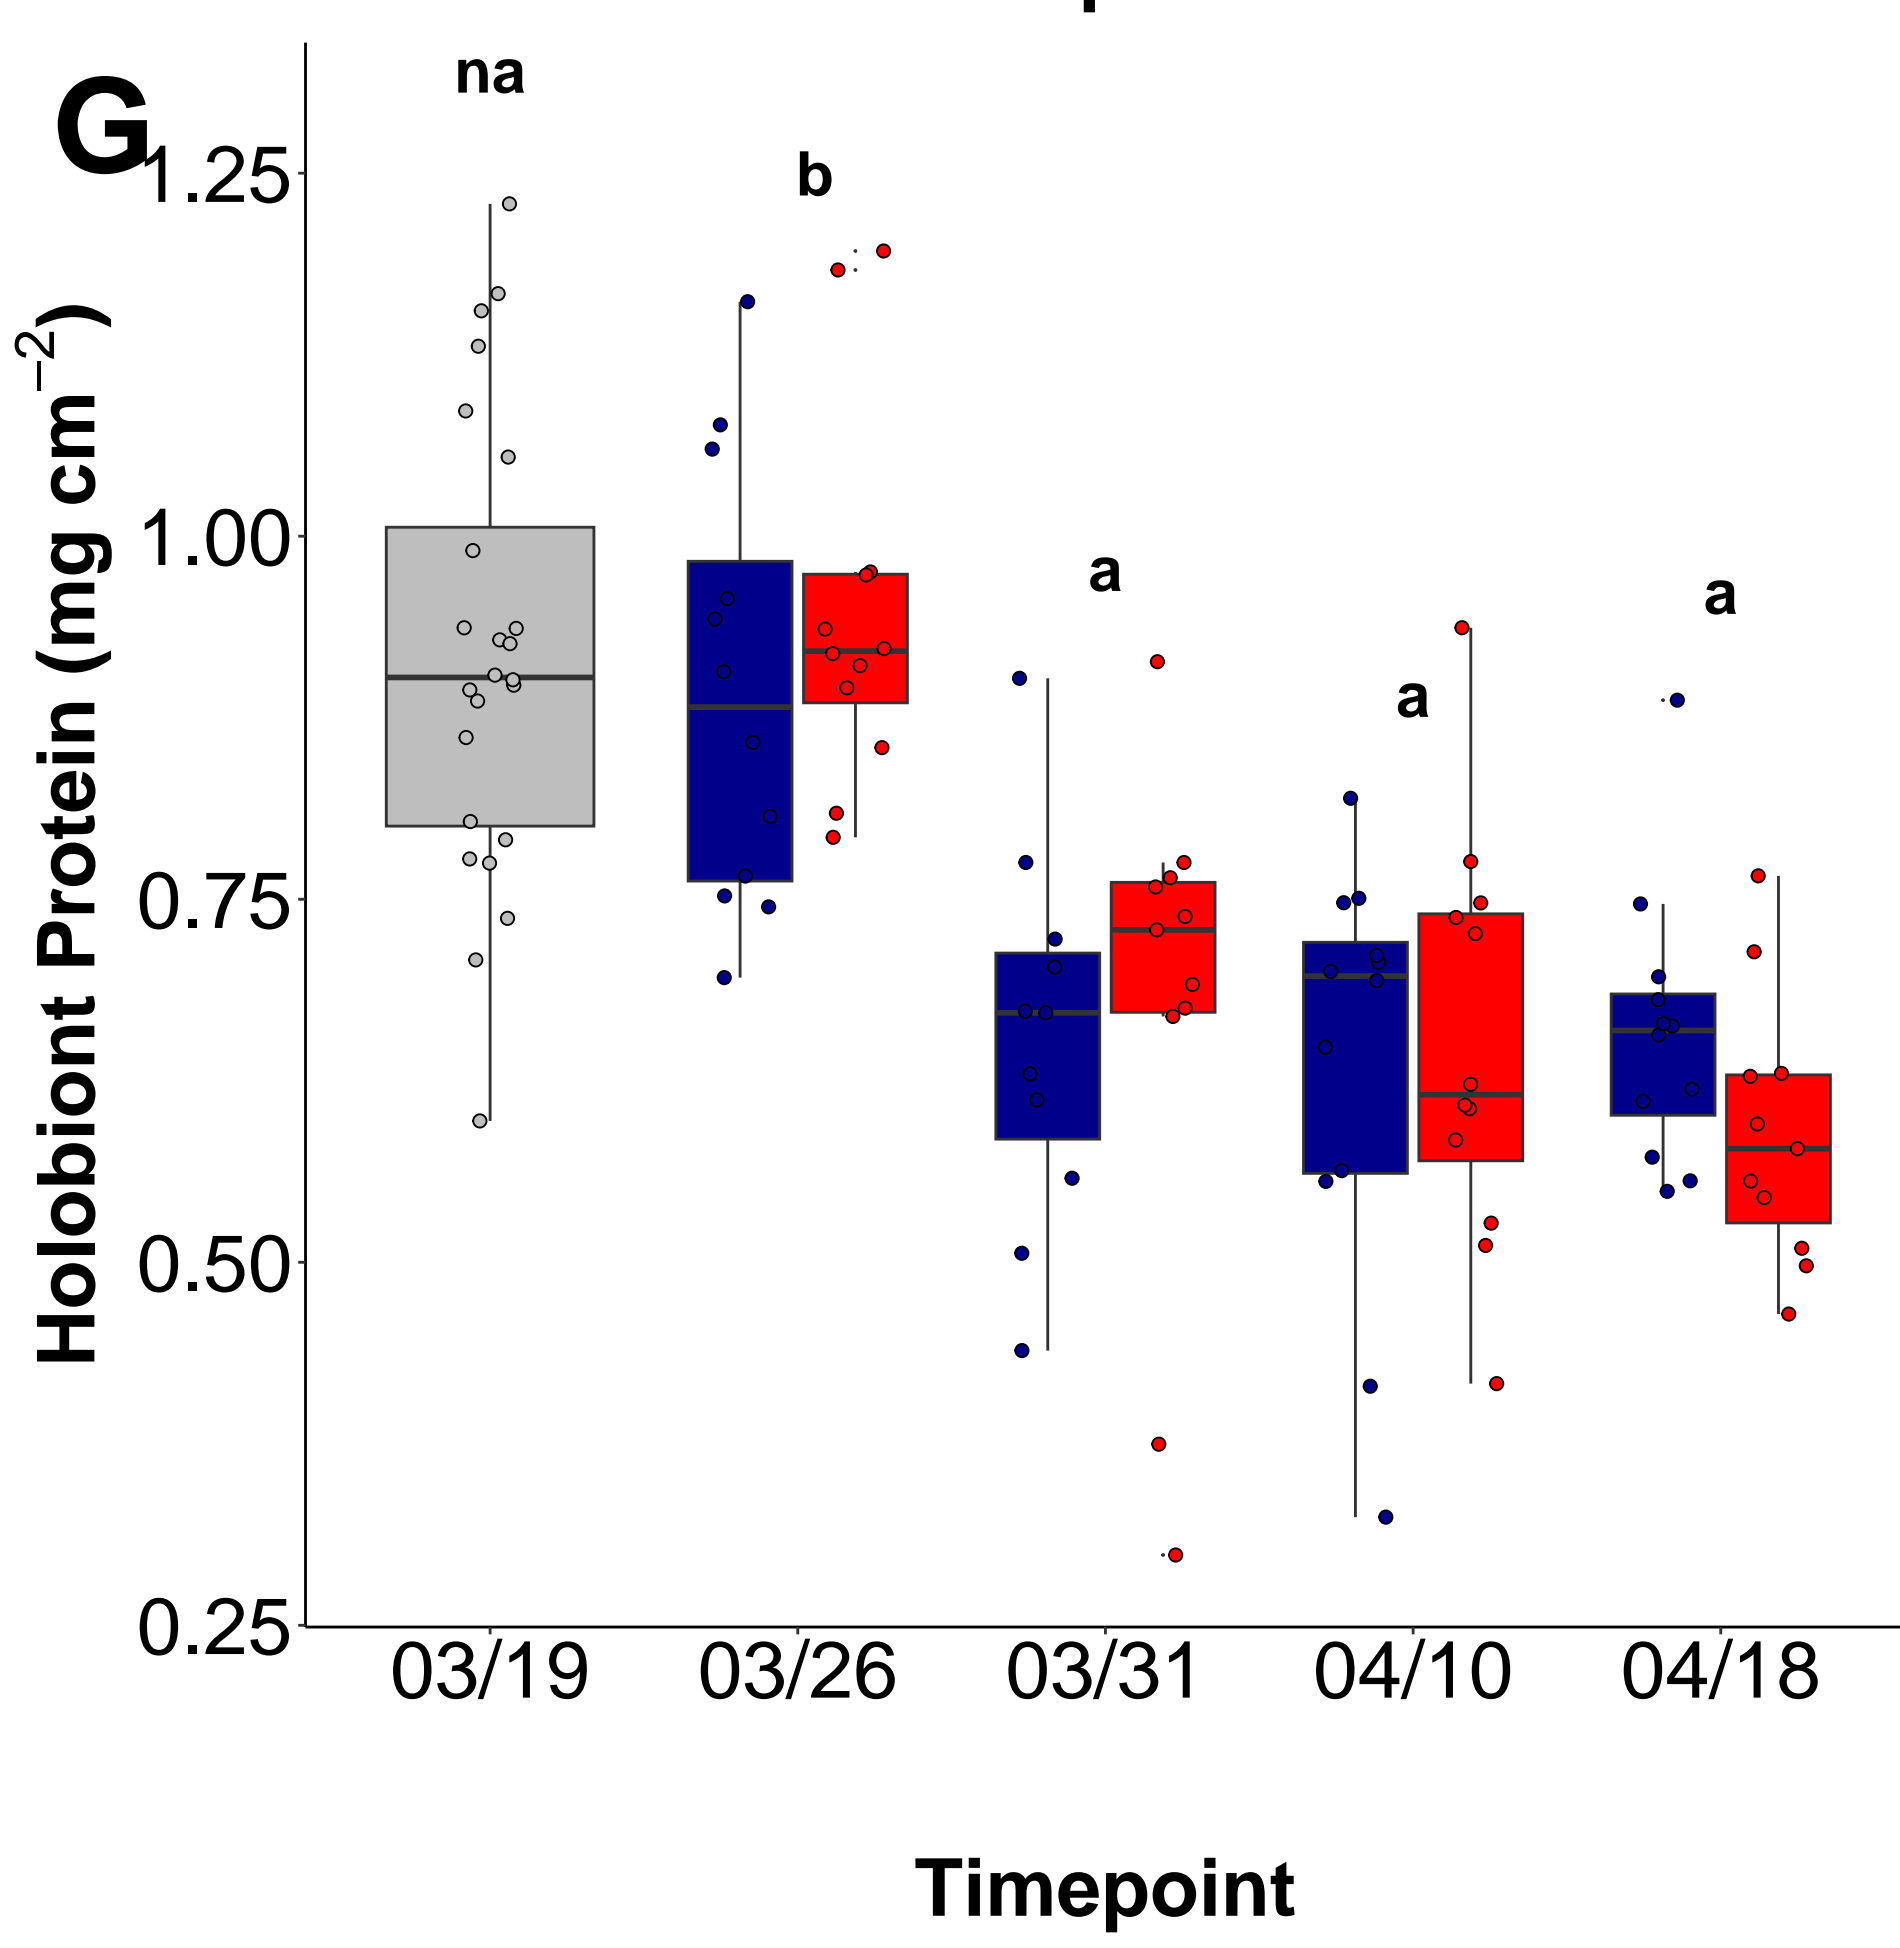 G
na
b
a
a
a
Holobiont Protein (mg cm−2)
1.25
1.00
0.75
0.50
0.25
03/19 03/26 03/31 04/10 04/18
Timepoint